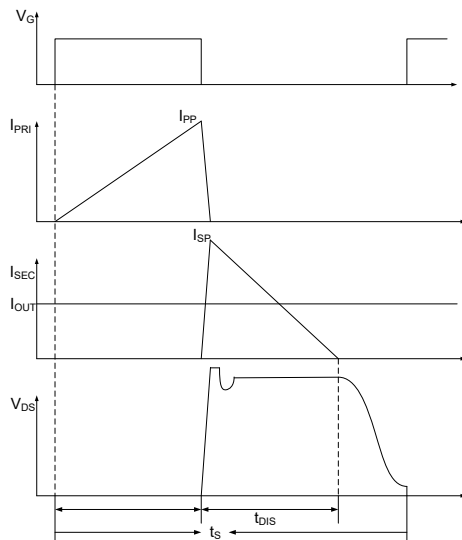 VG
IPRI
IPP
ISEC
ISP
IOUT
VDS
tDIS
tS